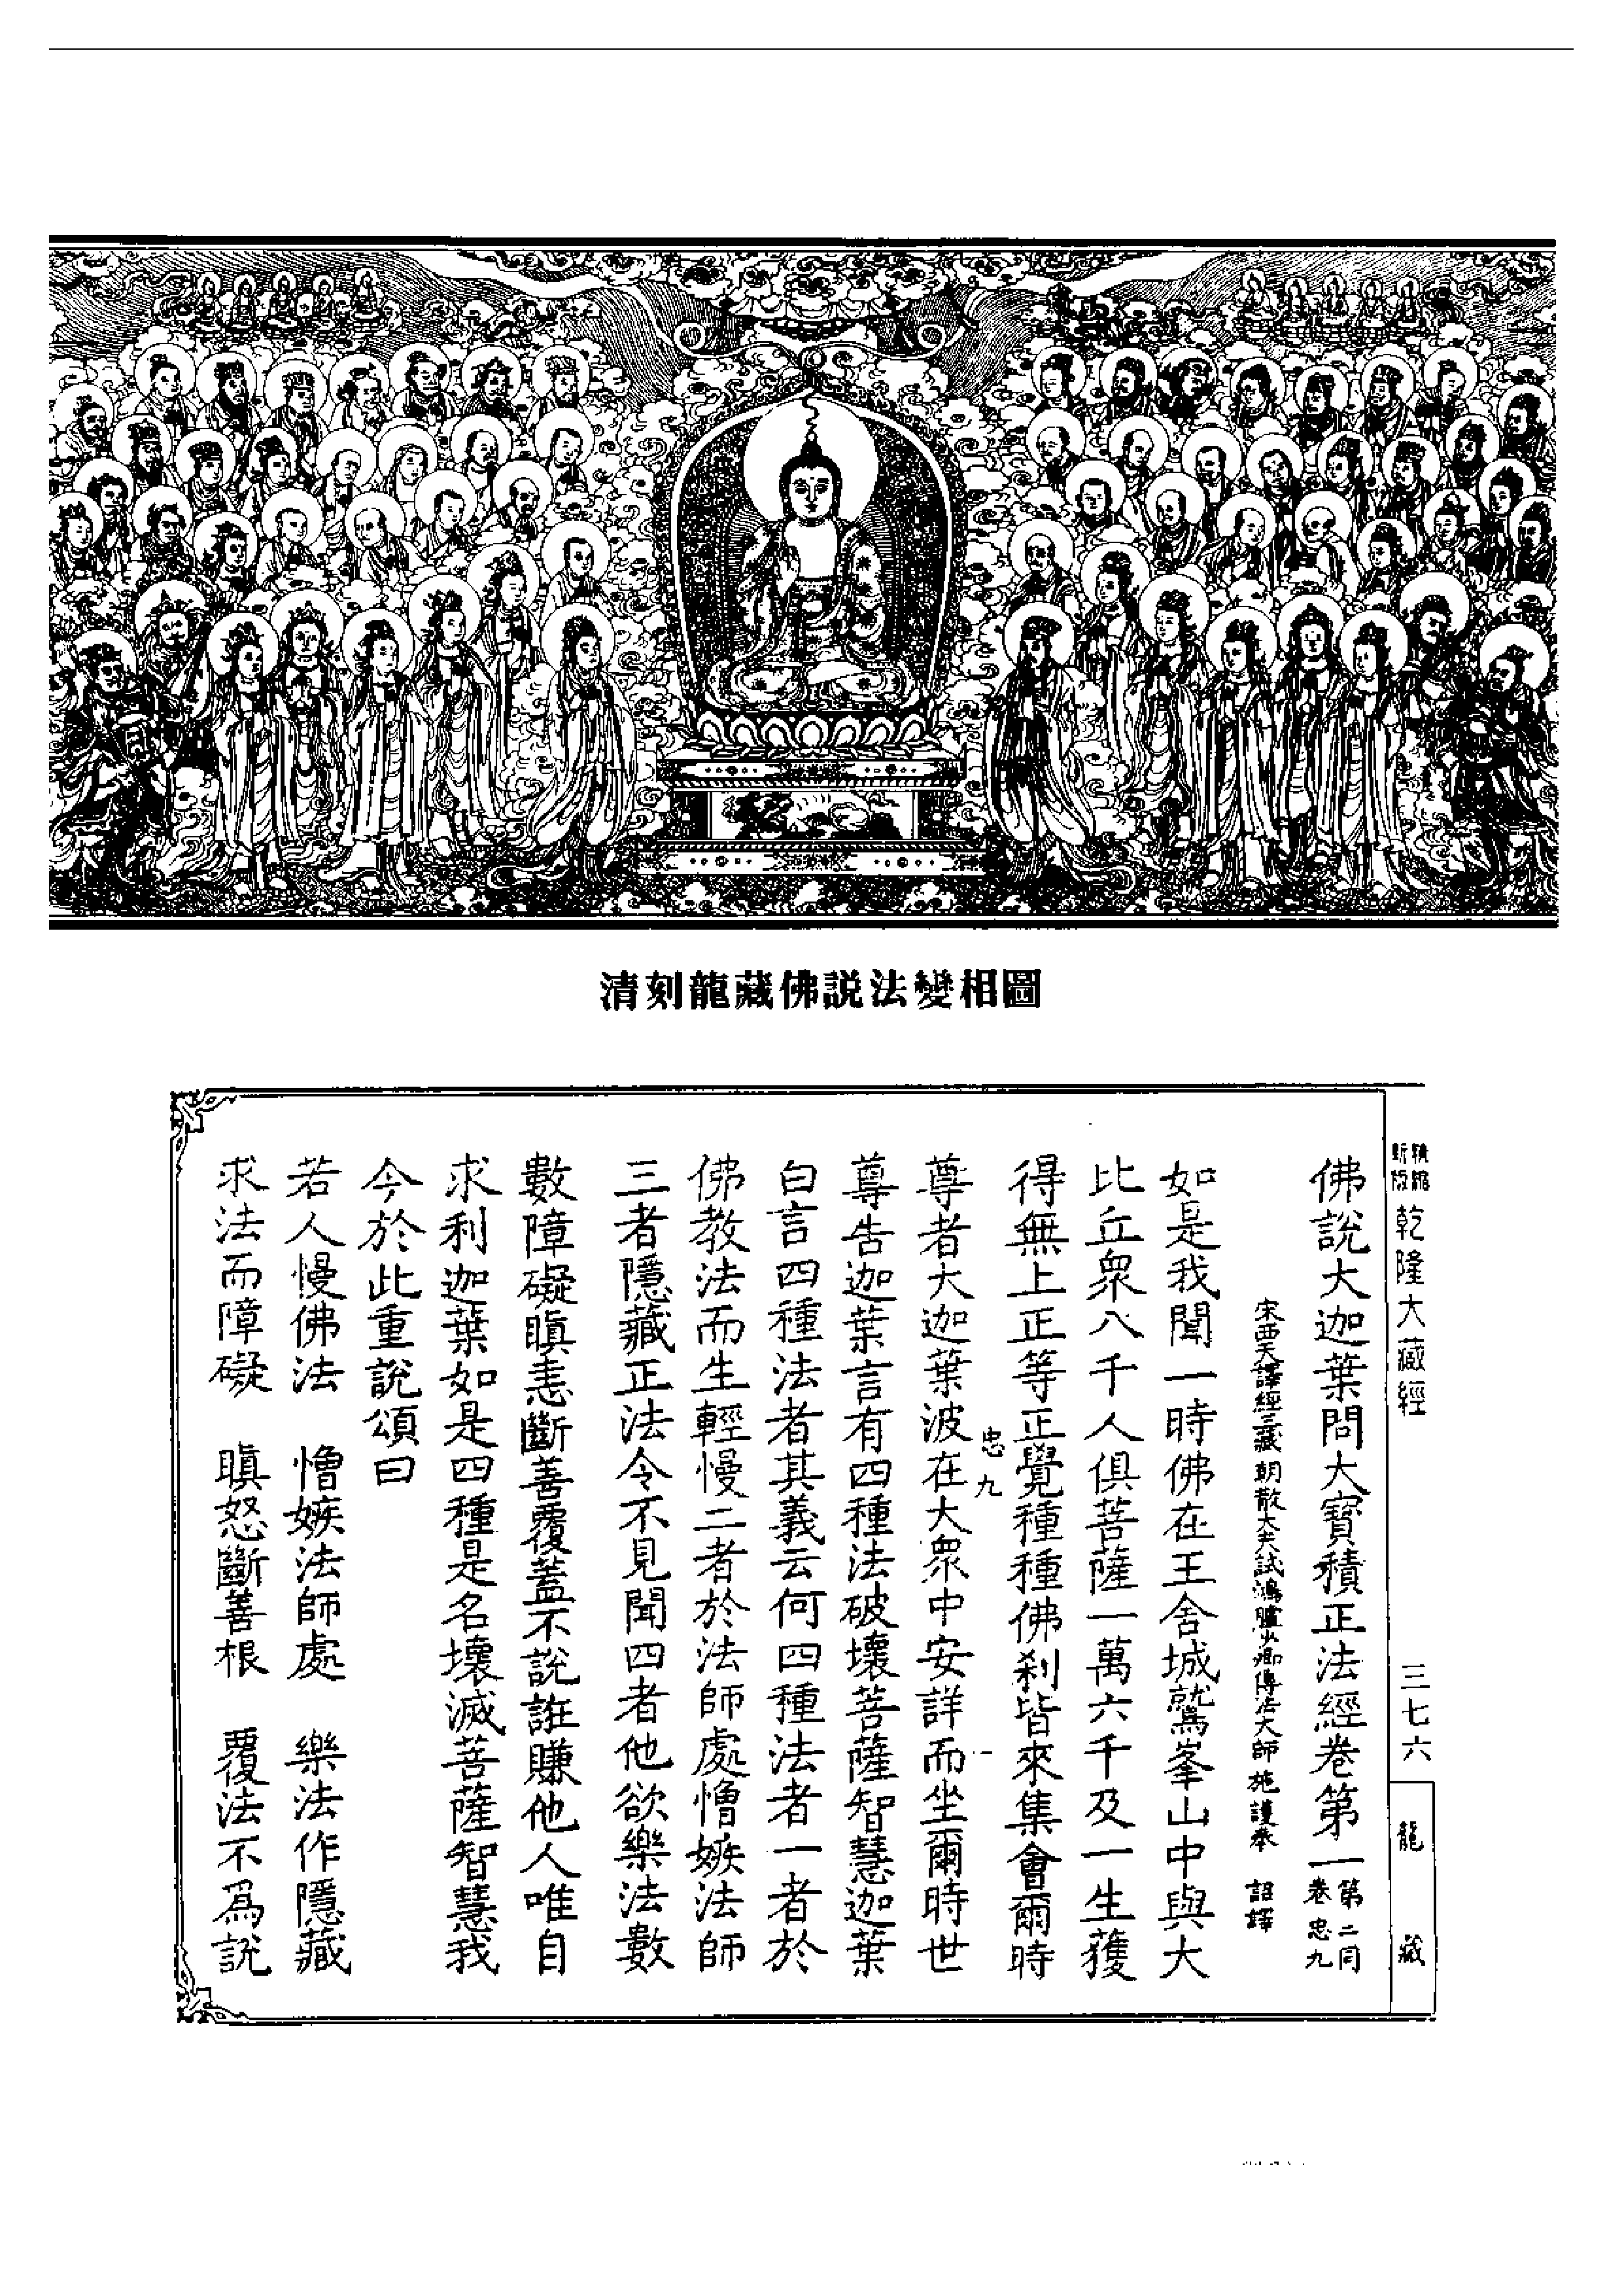 清刻龍藏佛説法變相圖
新版
精縮
乾隆大藏經
三七六
龍藏
佛說大迦葉問大寶積正法經卷第一
第二同
卷忠九
宋西天譯經三藏朝散大夫試鴻臚少卿傳法大師施護奉 詔譯
如是我聞一時佛在王舍城鷲峯山中與大
比丘衆八千人俱菩薩一萬六千及一生獲
得無上正等正覺種種佛刹皆來集會爾時
忠九
尊者大迦葉波在大衆中安詳而坐爾時世
尊告迦葉言有四種法破壞菩薩智慧迦葉
白言四種法者其義云何四種法者一者於
佛教法而生輕慢二者於法師處憎嫉法師
三者隱藏正法令不見聞四者他欲樂法數
數障礙瞋恚斷善覆蓋不說誑賺他人唯自
求利迦葉如是四種是名壞滅菩薩智慧我
今於此重說頌曰
若人慢佛法 憎嫉法師處 樂法作隱藏
求法而障礙 瞋怒斷善根 覆法不爲說